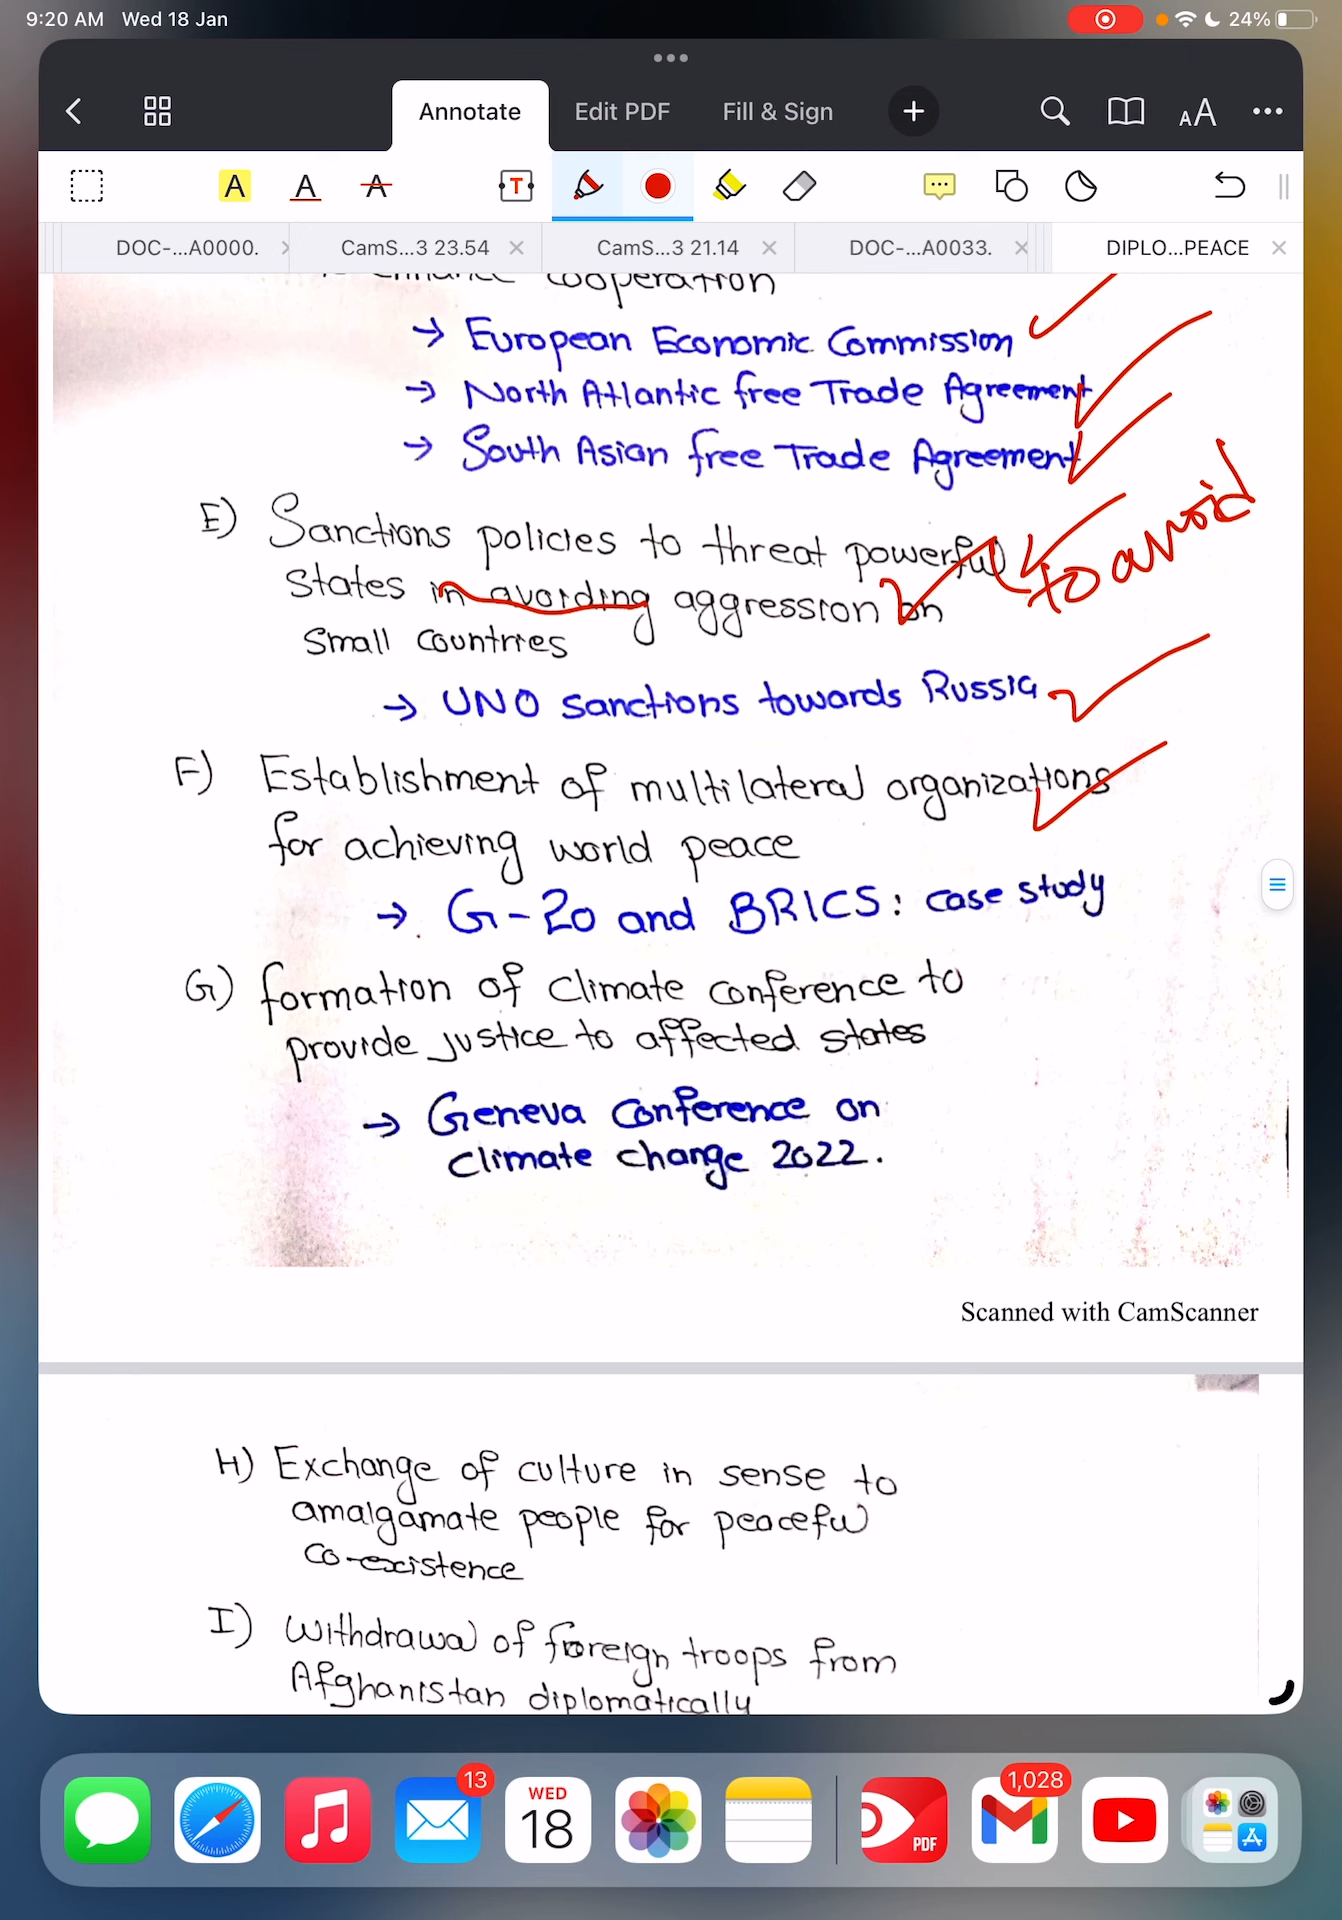 9:20 AM Wed 18 Jan
24%
Annotate
Edit PDF
Fill & Sign
AA
A
A
A
T
DOC-...A0000.
CamS...3 23.54
CamS...3 21.14
DOC-...A0033.
DIPLO...PEACE
to enhance cooperation
→ European Economic Commission
→ North Atlantic free Trade Agreement
→ South Asian free Trade Agreement
E) Sanctions policies to threat powerful
to avoid
States in avoiding aggression on
Small countries
→ UNO sanctions towards Russia
F) Establishment of multilateral organizations
for achieving world peace
→ G-20 and BRICS: case study
G) formation of climate conference to
provide justice to affected states
→ Geneva Conference on
climate change 2022.
Scanned with CamScanner
H) Exchange of culture in sense to
amalgamate people for peaceful
co-existence
I) withdrawal of foreign troops from
Afghanistan diplomatically
13
WED
18
PDF
1,028